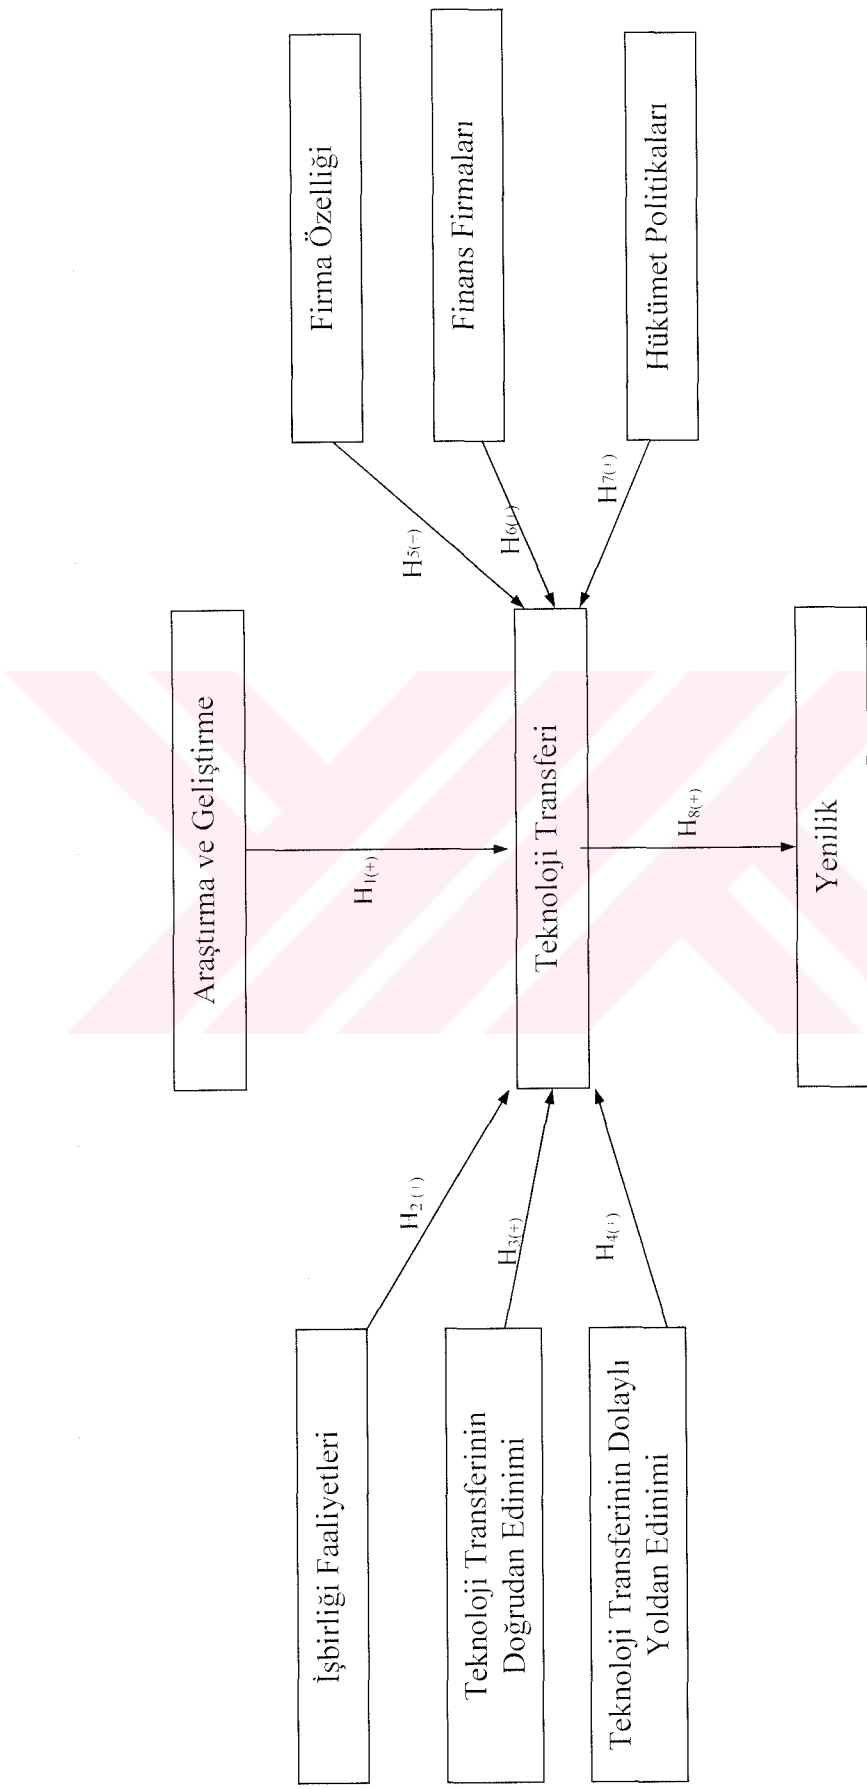 Araştırma ve Geliştirme
H1(+)
İşbirliği Faaliyetleri
H2(+)
Teknoloji Transferinin
Doğrudan Edinimi
H3(+)
Teknoloji Transferinin Dolaylı
Yoldan Edinimi
H4(+)
Teknoloji Transferi
Firma Özelliği
H5(+)
Finans Firmaları
H6(+)
Hükümet Politikaları
H7(+)
H8(+)
Yenilik